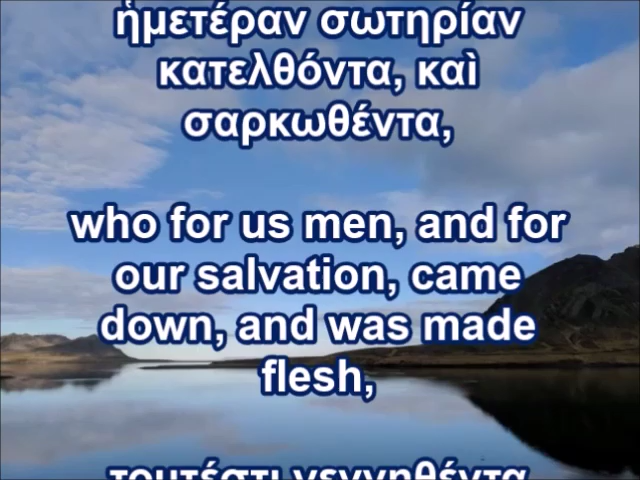 ἡμετέραν σωτηρίαν
κατελθόντα, καὶ
σαρκωθέντα,
who for us men, and for
our salvation, came
down, and was made
flesh,
τουτέστι γεννηθέντα